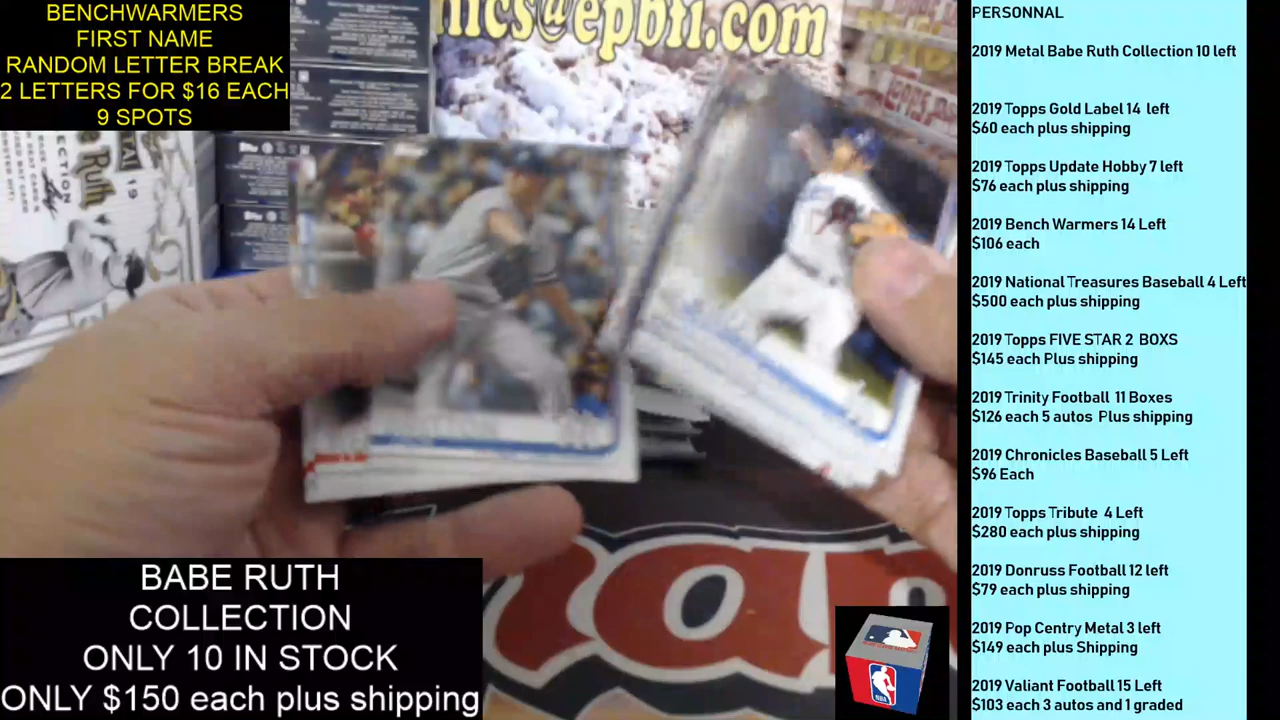 BENCHWARMERS
FIRST NAME
RANDOM LETTER BREAK
2 LETTERS FOR $16 EACH
9 SPOTS
nics@epbti.com
BABE RUTH
COLLECTION
ONLY 10 IN STOCK
ONLY $150 each plus shipping
PERSONNAL
2019 Metal Babe Ruth Collection 10 left
2019 Topps Gold Label 14 left
$60 each plus shipping
2019 Topps Update Hobby 7 left
$76 each plus shipping
2019 Bench Warmers 14 Left
$106 each
2019 National Treasures Baseball 4 Left
$500 each plus shipping
2019 Topps FIVE STAR 2 BOXS
$145 each Plus shipping
2019 Trinity Football 11 Boxes
$126 each 5 autos Plus shipping
2019 Chronicles Baseball 5 Left
$96 Each
2019 Topps Tribute 4 Left
$280 each plus shipping
2019 Donruss Football 12 left
$79 each plus shipping
2019 Pop Centry Metal 3 left
$149 each plus Shipping
2019 Valiant Football 15 Left
$103 each 3 autos and 1 graded